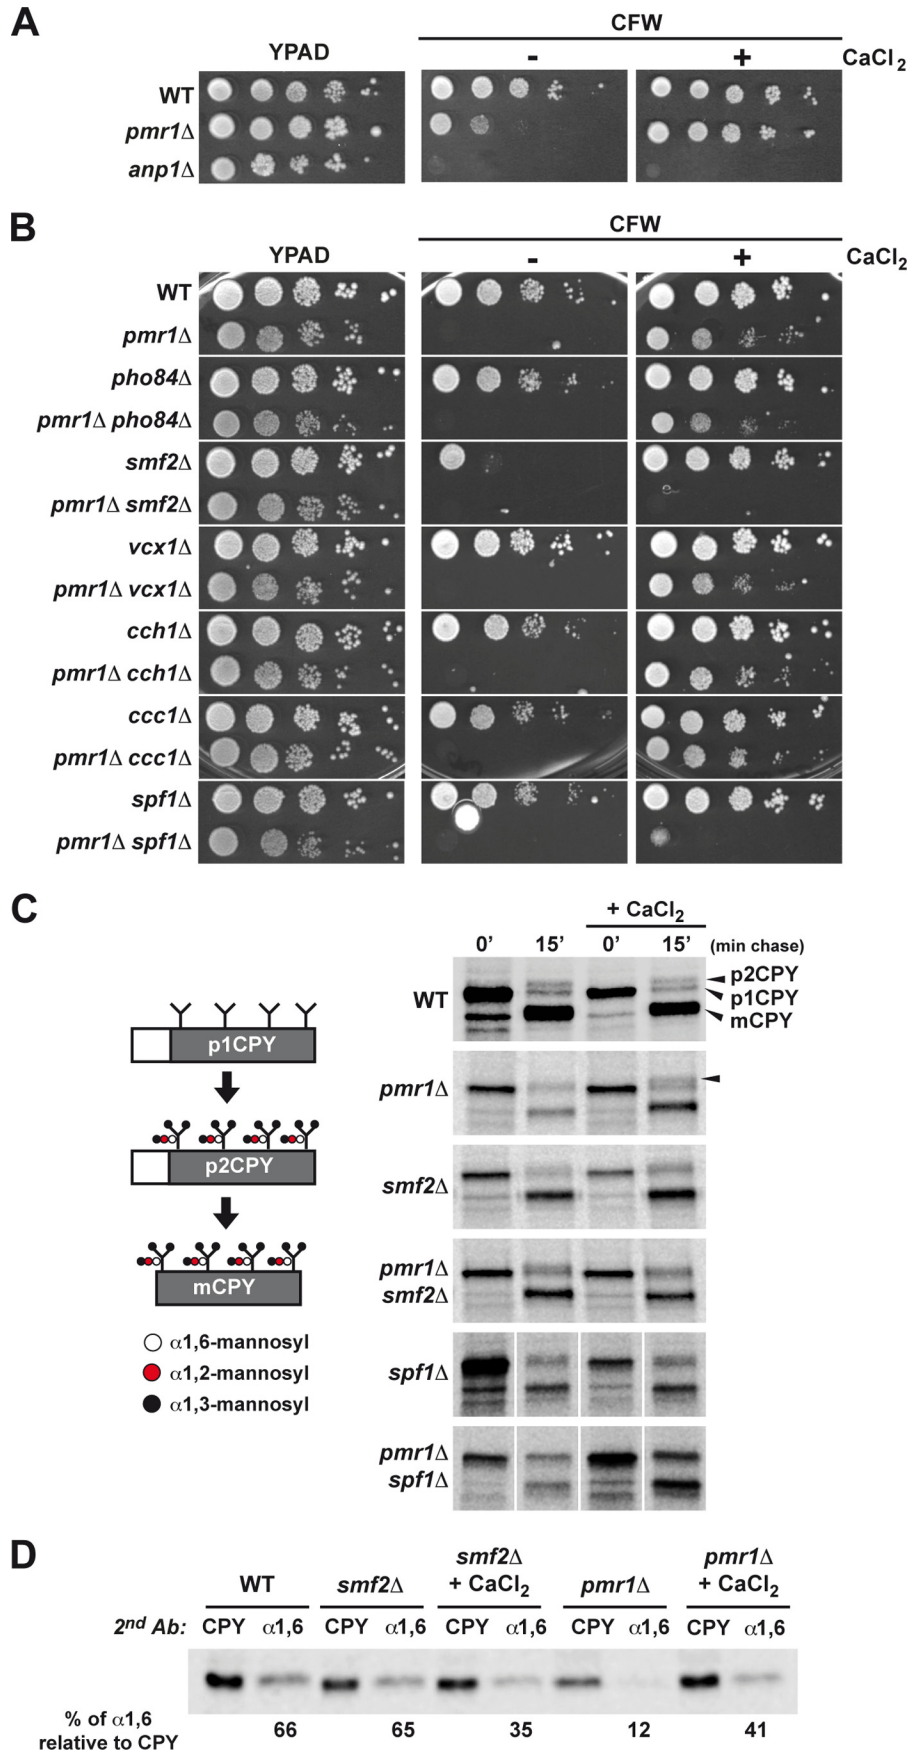 A
CFW
YPAD - + CaCl2
WT
pmr1Δ
anp1Δ
B
CFW
YPAD - + CaCl2
WT
pmr1Δ
pho84Δ
pmr1Δ pho84Δ
smf2Δ
pmr1Δ smf2Δ
vcx1Δ
pmr1Δ vcx1Δ
cch1Δ
pmr1Δ cch1Δ
ccc1Δ
pmr1Δ ccc1Δ
spf1Δ
pmr1Δ spf1Δ
C
+ CaCl2
0’ 15’ 0’ 15’ (min chase)
WT
p2CPY
p1CPY
mCPY
pmr1Δ
smf2Δ
pmr1Δ
smf2Δ
spf1Δ
pmr1Δ
spf1Δ
p1CPY
p2CPY
mCPY
α1,6-mannosyl
α1,2-mannosyl
α1,3-mannosyl
D
WT smf2Δ smf2Δ + CaCl2 pmr1Δ pmr1Δ + CaCl2
2nd Ab: CPY α1,6 CPY α1,6 CPY α1,6 CPY α1,6 CPY α1,6
% of α1,6
relative to CPY
66 65 35 12 41